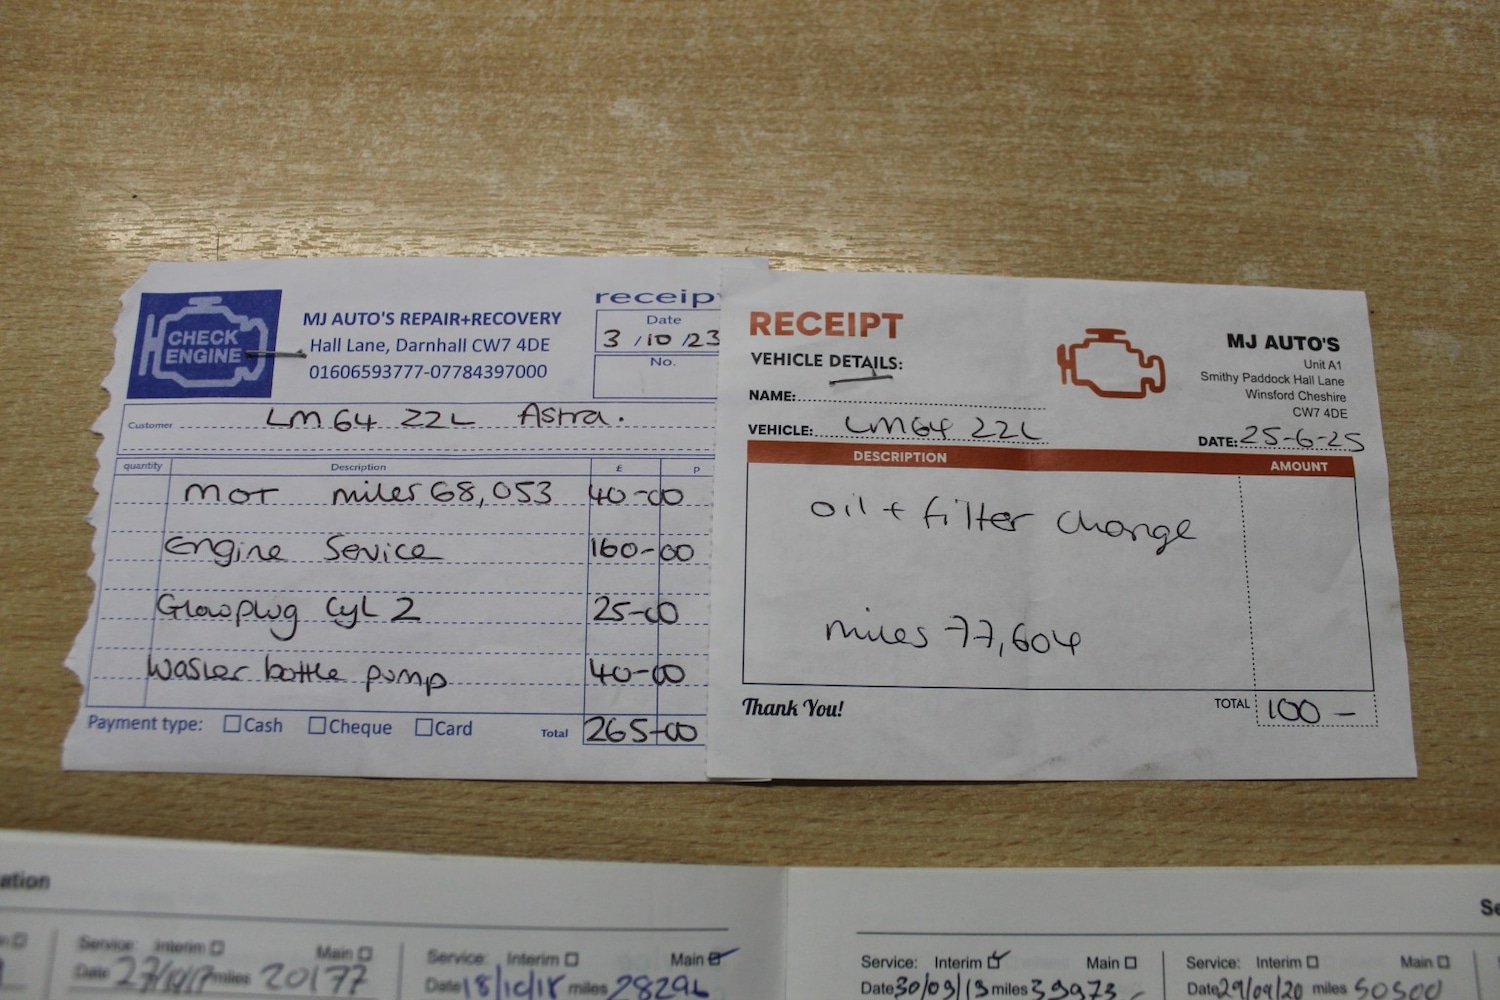 CHECK
ENGINE
MJ AUTO'S REPAIR+RECOVERY
Hall Lane, Darnhall CW7 4DE
01606593777-07784397000
receip
Date
3/10/23
No.
Customer LM64 ZZL Astra.
quantity Description £ p
MOT miles 68,053 40-00
Engine Service 160-00
Glowplug Cyl 2 25-00
Washer bottle pump 40-00
Payment type: Cash Cheque Card Total 265-00
RECEIPT
VEHICLE DETAILS:
NAME:
VEHICLE: LM64 ZZL
MJ AUTO'S
Unit A1
Smithy Paddock Hall Lane
Winsford Cheshire
CW7 4DE
DATE: 25-6-25
DESCRIPTION AMOUNT
oil + filter change
miles 77,604
Thank You!
TOTAL 100 -
ation
Service: Interim Main
Date 27/10/17 miles 20177
Service: Interim Main
Date 18/10/18 miles 28296
Se
Service: Interim Main
Date 30/09/19 miles 39973
Service: Interim Main
Date 29/09/20 miles 50500